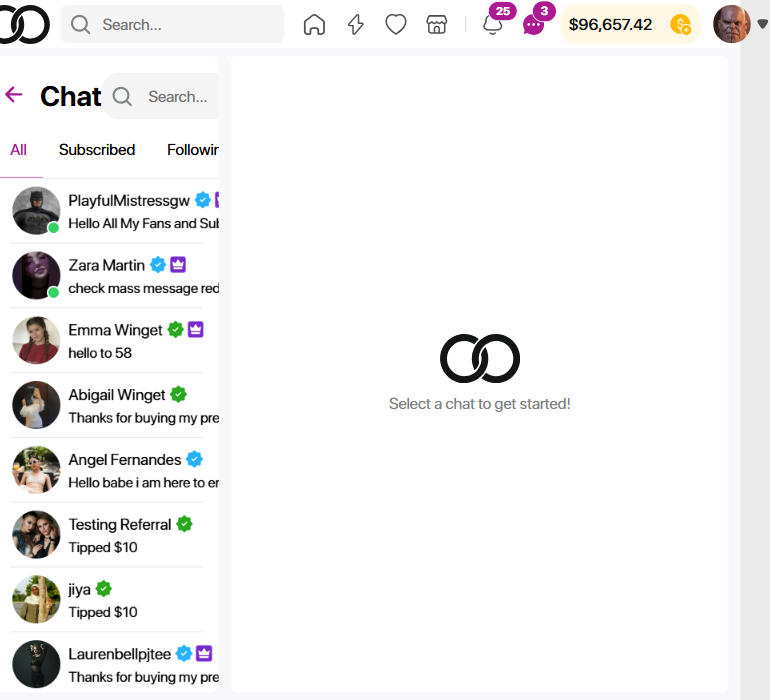 Search...
25
3
$96,657.42
Chat
Search...
All
Subscribed
Followin
PlayfulMistressgw
Hello All My Fans and Sub
Zara Martin
check mass message red
Emma Winget
hello to 58
Abigail Winget
Thanks for buying my pre
Angel Fernandes
Hello babe i am here to en
Testing Referral
Tipped $10
jiya
Tipped $10
Laurenbellpjtee
Thanks for buying my pre
Select a chat to get started!